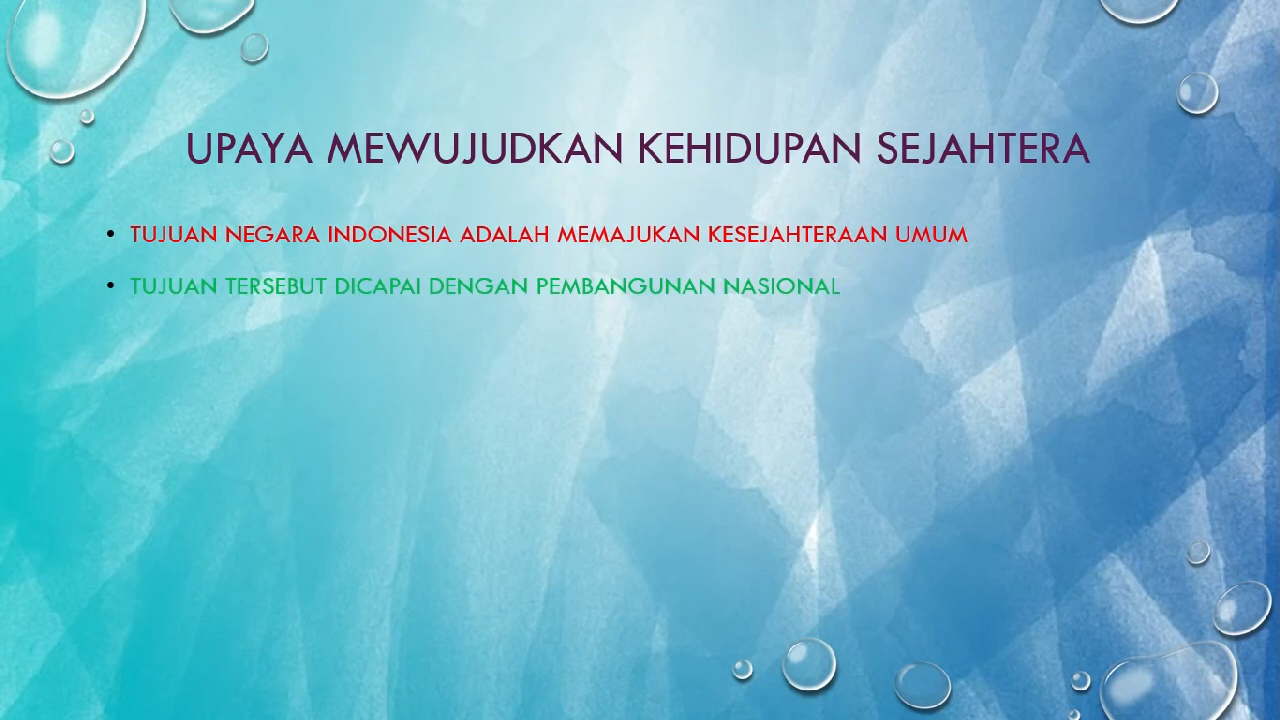 UPAYA MEWUJUDKAN KEHIDUPAN SEJAHTERA
• TUJUAN NEGARA INDONESIA ADALAH MEMAJUKAN KESEJAHTERAAN UMUM
• TUJUAN TERSEBUT DICAPAI DENGAN PEMBANGUNAN NASIONAL